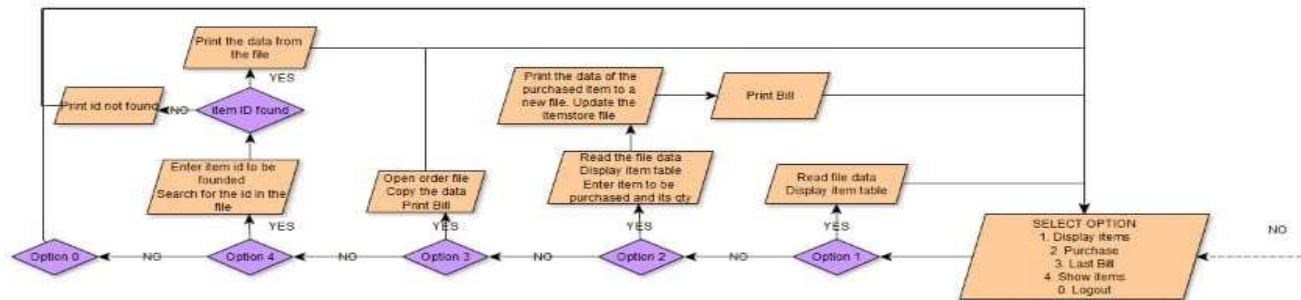 Print the data from
the file
YES
Print id not found
NO
item ID found
Enter item id to be
founded
Search for the id in the
file
YES
Print the data of the
purchased item to a
new file. Update the
itemstore file
Print Bill
Open order file
Copy the data
Print Bill
YES
Read the file data
Display item table
Enter item to be
purchased and its qty
YES
Read file data
Display item table
YES
SELECT OPTION
1. Display items
2. Purchase
3. Last Bill
4. Show items
0. Logout
NO
Option 0
NO
Option 4
NO
Option 3
NO
Option 2
NO
Option 1